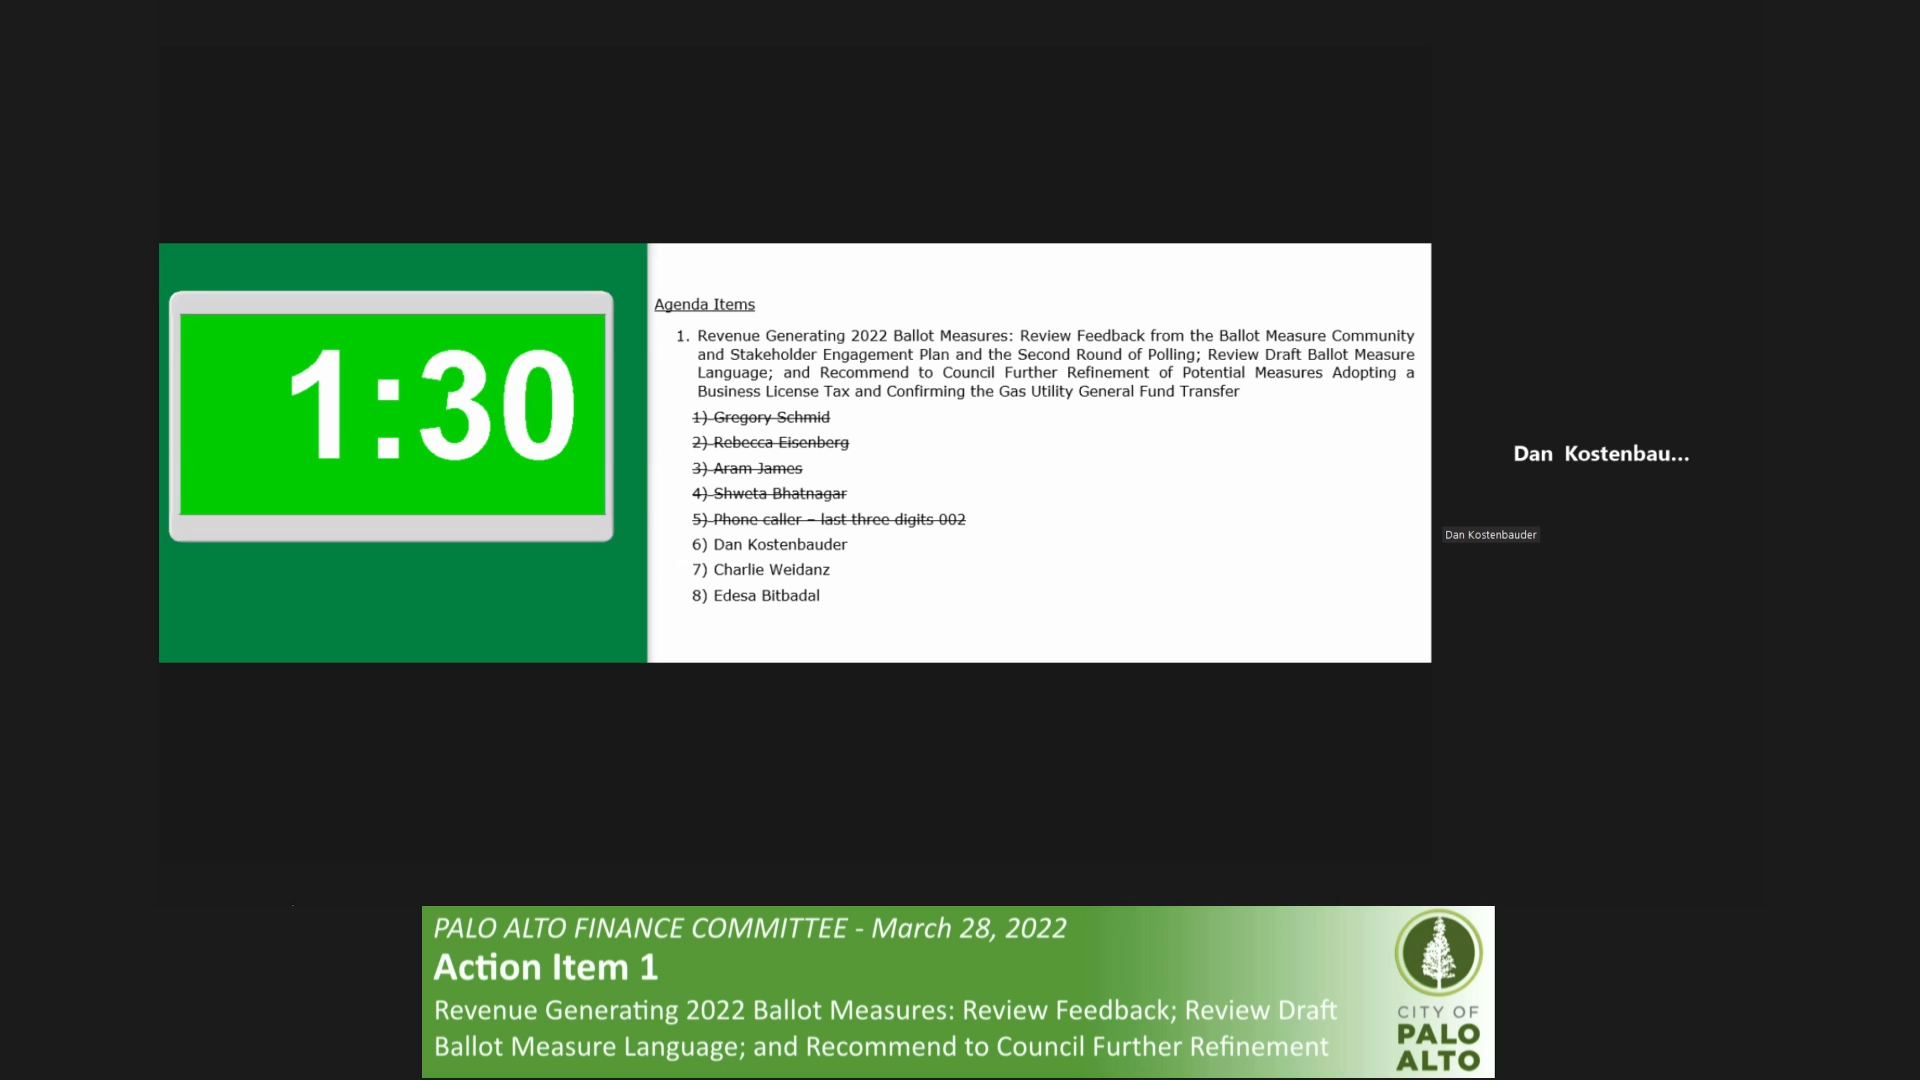 1:30
Agenda Items
1. Revenue Generating 2022 Ballot Measures: Review Feedback from the Ballot Measure Community
and Stakeholder Engagement Plan and the Second Round of Polling; Review Draft Ballot Measure
Language; and Recommend to Council Further Refinement of Potential Measures Adopting a
Business License Tax and Confirming the Gas Utility General Fund Transfer
1) Gregory Schmid
2) Rebecca Eisenberg
3) Aram James
4) Shweta Bhatnagar
5) Phone caller – last three digits 002
6) Dan Kostenbauder
7) Charlie Weidanz
8) Edesa Bitbadal
Dan Kostenbau...
Dan Kostenbauder
PALO ALTO FINANCE COMMITTEE - March 28, 2022
Action Item 1
Revenue Generating 2022 Ballot Measures: Review Feedback; Review Draft
Ballot Measure Language; and Recommend to Council Further Refinement
CITY OF
PALO
ALTO